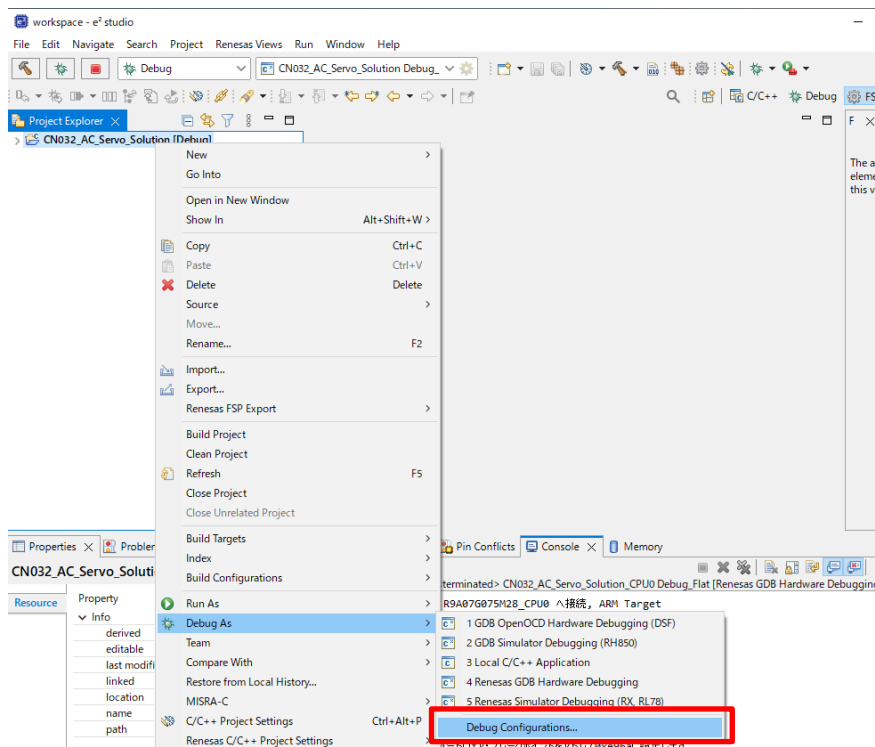 workspace - e² studio
File Edit Navigate Search Project Renesas Views Run Window Help
Debug CN032_AC_Servo_Solution Debug_
C/C++ Debug FS
Project Explorer F
CN032_AC_Servo_Solution [Debug]
The a
eleme
this v
New
Go Into
Open in New Window
Show In Alt+Shift+W >
Copy Ctrl+C
Paste Ctrl+V
Delete Delete
Source
Move...
Rename... F2
Import...
Export...
Renesas FSP Export
Build Project
Clean Project
Refresh F5
Close Project
Close Unrelated Project
Build Targets
Index
Build Configurations
Run As
Debug As
Team
Compare With
Restore from Local History...
MISRA-C
C/C++ Project Settings Ctrl+Alt+P
Renesas C/C++ Project Settings
Properties Problem Pin Conflicts Console Memory
CN032_AC_Servo_Soluti
terminated> CN032_AC_Servo_Solution_CPU0 Debug_Flat [Renesas GDB Hardware Debugging
Resource Property
R9A07G075M28_CPU0 へ接続, ARM Target
Info
derived
editable
last modifi
linked
location
name
path
1 GDB OpenOCD Hardware Debugging (DSF)
2 GDB Simulator Debugging (RH850)
3 Local C/C++ Application
4 Renesas GDB Hardware Debugging
5 Renesas Simulator Debugging (RX, RL78)
Debug Configurations...